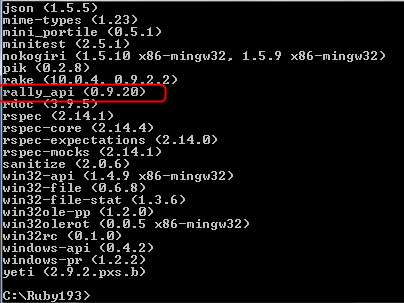 json (1.5.5)
mime-types (1.23)
mini_portile (0.5.1)
minitest (2.5.1)
nokogiri (1.5.10 x86-mingw32, 1.5.9 x86-mingw32)
pik (0.2.8)
rake (10.0.4, 0.9.2.2)
rally_api (0.9.20)
rdoc (3.9.5)
rspec (2.14.1)
rspec-core (2.14.4)
rspec-expectations (2.14.0)
rspec-mocks (2.14.1)
sanitize (2.0.6)
win32-api (1.4.9 x86-mingw32)
win32-file (0.6.8)
win32-file-stat (1.3.6)
win32ole-pp (1.2.0)
win32olerot (0.0.5 x86-mingw32)
win32rc (0.1.0)
windows-api (0.4.2)
windows-pr (1.2.2)
yeti (2.9.2.pxs.b)
C:\Ruby193>